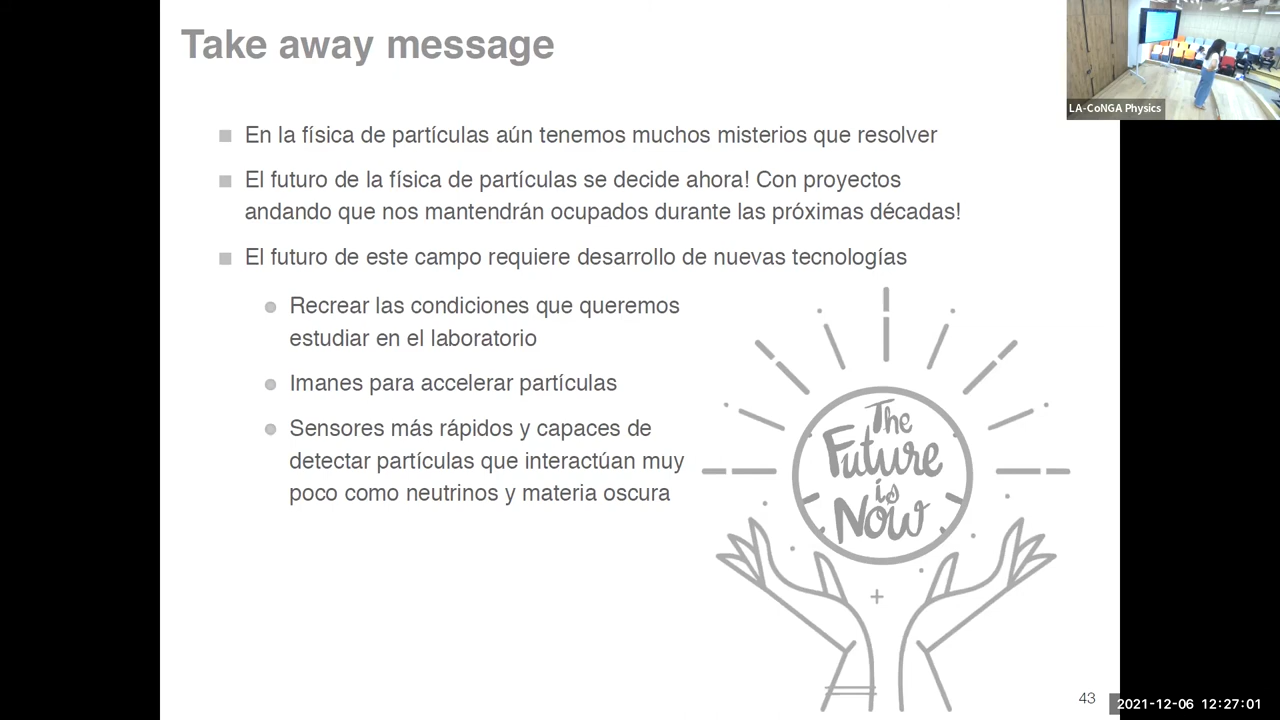 Take away message
LA-CoNGA Physics
En la física de partículas aún tenemos muchos misterios que resolver
El futuro de la física de partículas se decide ahora! Con proyectos
andando que nos mantendrán ocupados durante las próximas décadas!
El futuro de este campo requiere desarrollo de nuevas tecnologías
Recrear las condiciones que queremos
estudiar en el laboratorio
Imanes para accelerar partículas
Sensores más rápidos y capaces de
detectar partículas que interactúan muy
poco como neutrinos y materia oscura
The
Future
is
Now
43
2021-12-06 12:27:01